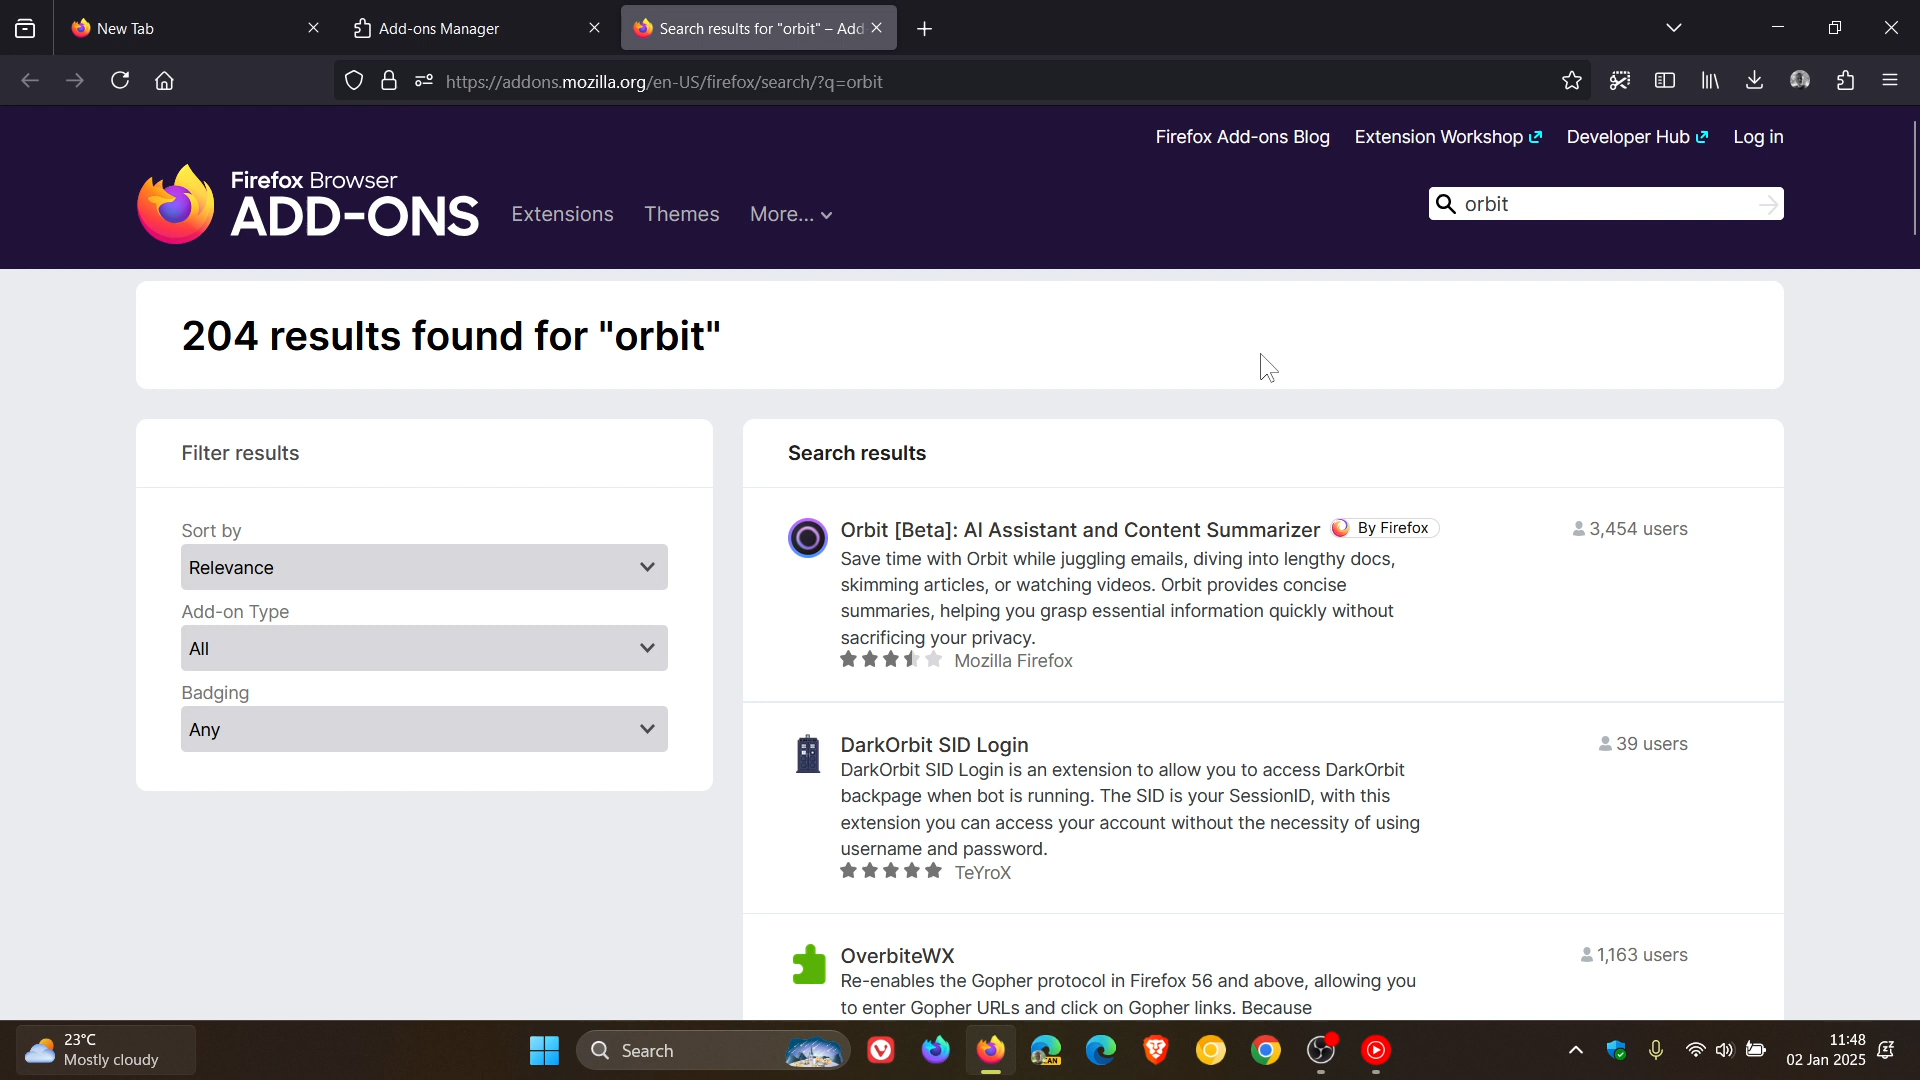 New Tab
Add-ons Manager
Search results for "orbit" – Add
https://addons.mozilla.org/en-US/firefox/search/?q=orbit
Firefox Add-ons Blog
Extension Workshop
Developer Hub
Log in
Firefox Browser
ADD-ONS
Extensions
Themes
More...
orbit
204 results found for "orbit"
Filter results
Sort by
Relevance
Add-on Type
All
Badging
Any
Search results
Orbit [Beta]: AI Assistant and Content Summarizer
By Firefox
3,454 users
Save time with Orbit while juggling emails, diving into lengthy docs,
skimming articles, or watching videos. Orbit provides concise
summaries, helping you grasp essential information quickly without
sacrificing your privacy.
Mozilla Firefox
DarkOrbit SID Login
39 users
DarkOrbit SID Login is an extension to allow you to access DarkOrbit
backpage when bot is running. The SID is your SessionID, with this
extension you can access your account without the necessity of using
username and password.
TeYroX
OverbiteWX
1,163 users
Re-enables the Gopher protocol in Firefox 56 and above, allowing you
to enter Gopher URLs and click on Gopher links. Because
23°C
Mostly cloudy
Search
11:48
02 Jan 2025